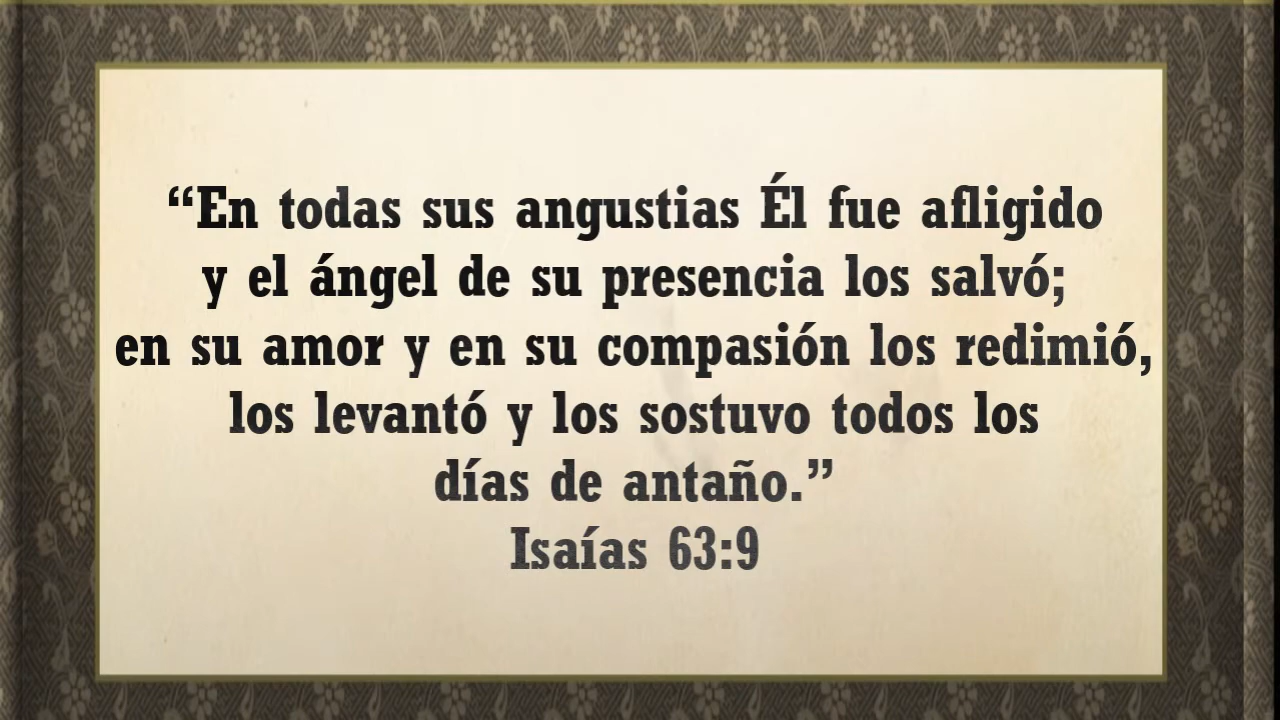 “En todas sus angustias Él fue afligido
y el ángel de su presencia los salvó;
en su amor y en su compasión los redimió,
los levantó y los sostuvo todos los
días de antaño.”
Isaías 63:9